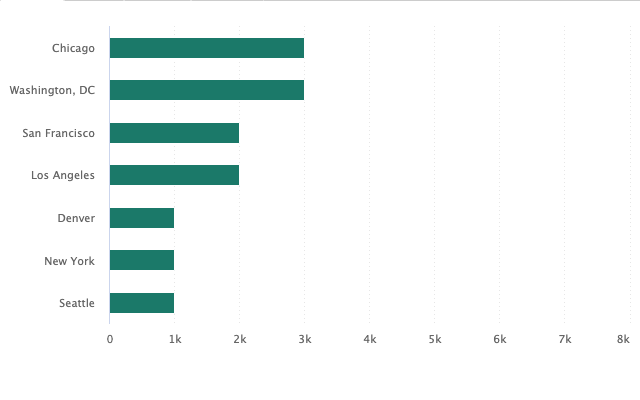 Chicago
Washington, DC
San Francisco
Los Angeles
Denver
New York
Seattle
0 1k 2k 3k 4k 5k 6k 7k 8k